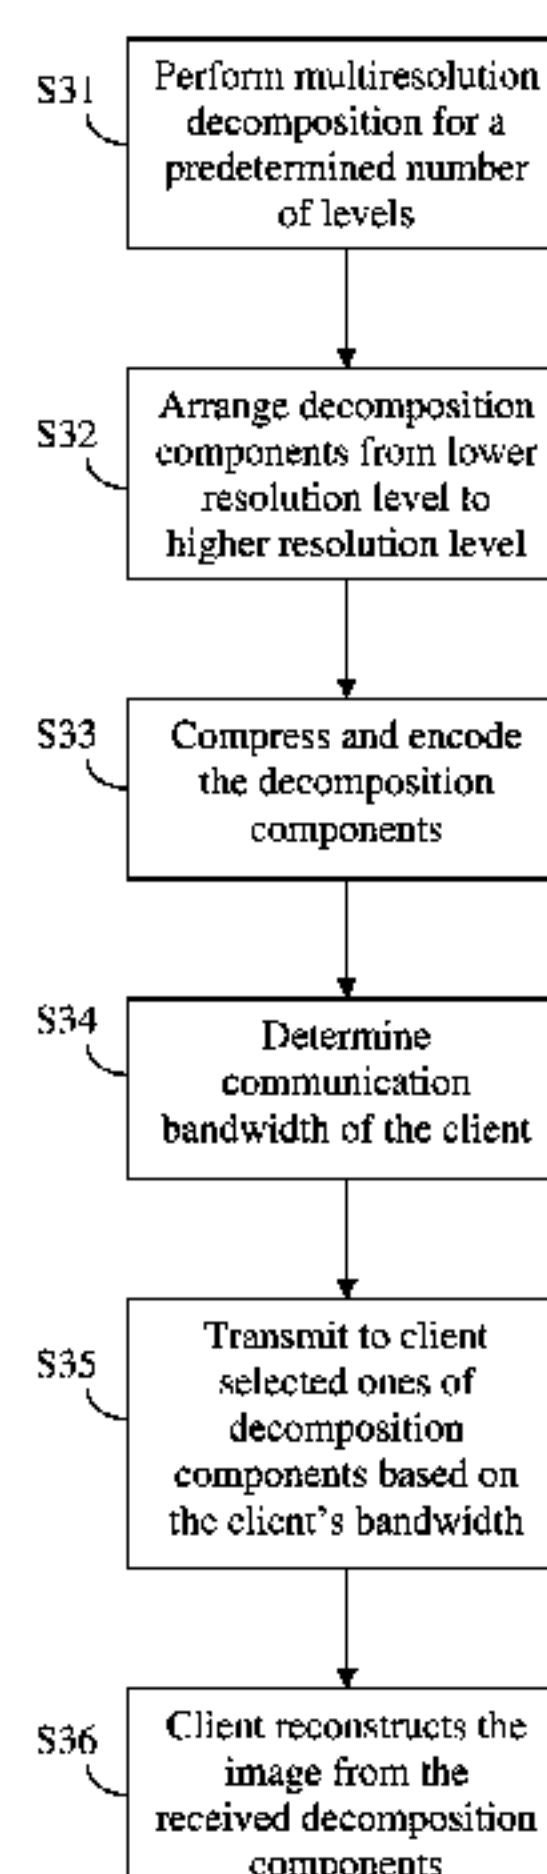 S31
Perform multiresolution
decomposition for a
predetermined number
of levels
S32
Arrange decomposition
components from lower
resolution level to
higher resolution level
S33
Compress and encode
the decomposition
components
S34
Determine
communication
bandwidth of the client
S35
Transmit to client
selected ones of
decomposition
components based on
the client's bandwidth
S36
Client reconstructs the
image from the
received decomposition
components